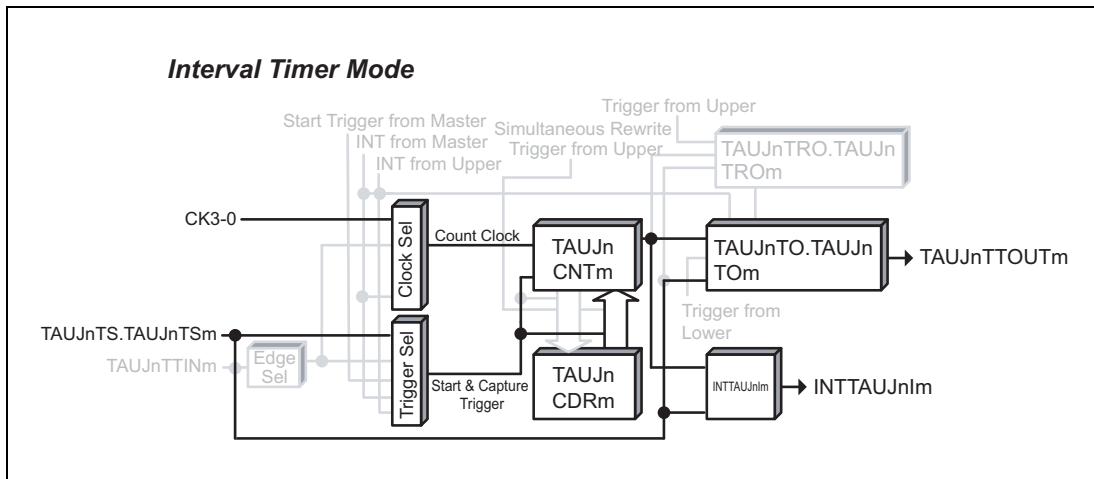 Interval Timer Mode
Trigger from Upper
Start Trigger from Master
Simultaneous Rewrite
INT from Master
Trigger from Upper
INT from Upper
TAUJnTRO.TAUJn
TROm
CK3-0
Clock Sel
Count Clock
TAUJn
CNTm
TAUJnTO.TAUJn
TOm
TAUJnTTOUTm
Trigger from
Lower
TAUJnTS.TAUJnTSm
TAUJnTTINm
Edge
Sel
Trigger Sel
Start & Capture
Trigger
TAUJn
CDRm
INTTAUJnIm
INTTAUJnIm